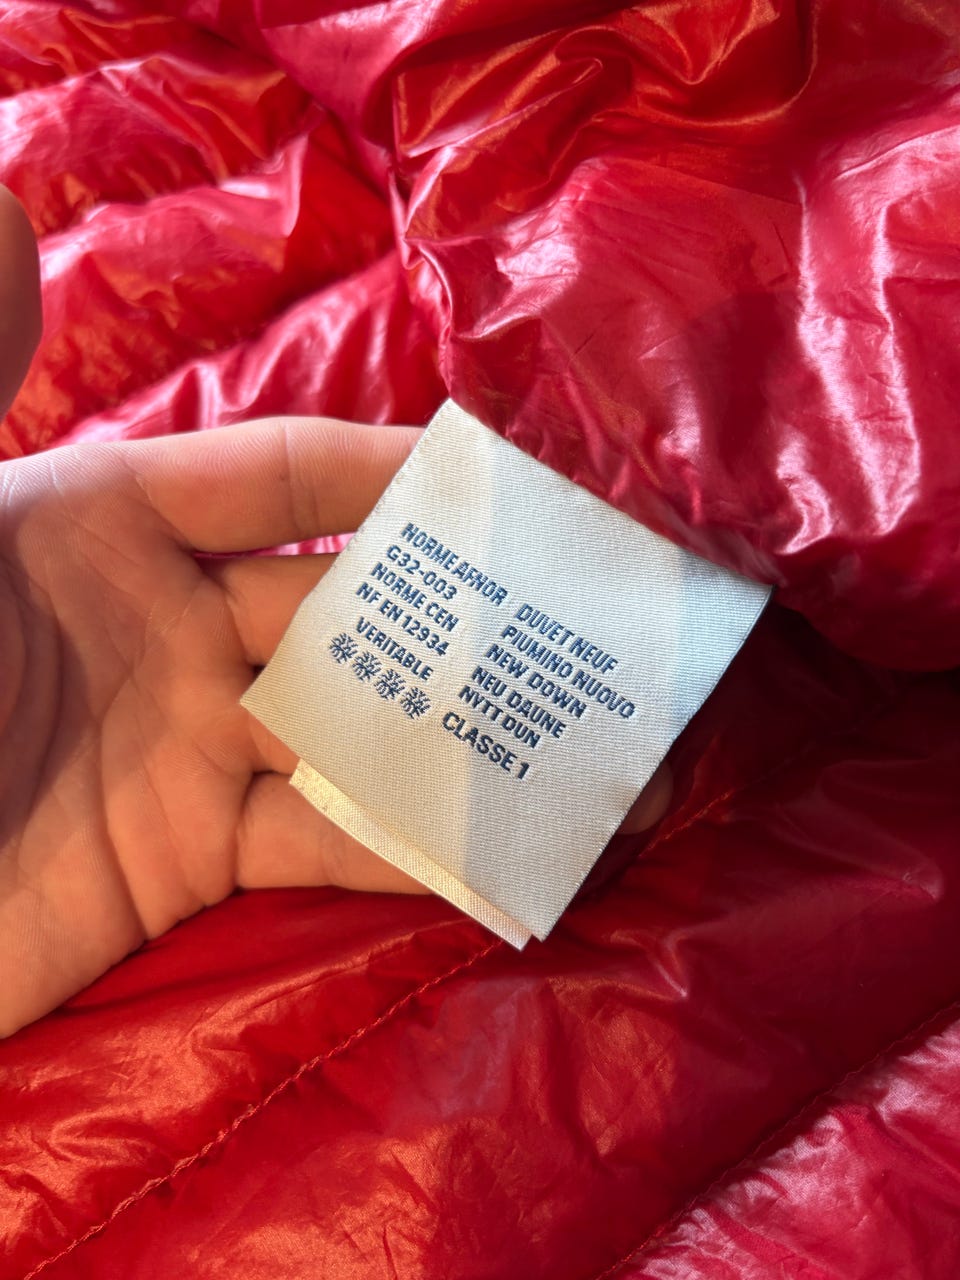 NORME AFNOR
G32-003
NORME CEN
NF EN 12934
VERITABLE
DUVET NEUF
PIUMINO NUOVO
NEW DOWN
NEU DAUNE
NYTT DUN
CLASSE 1